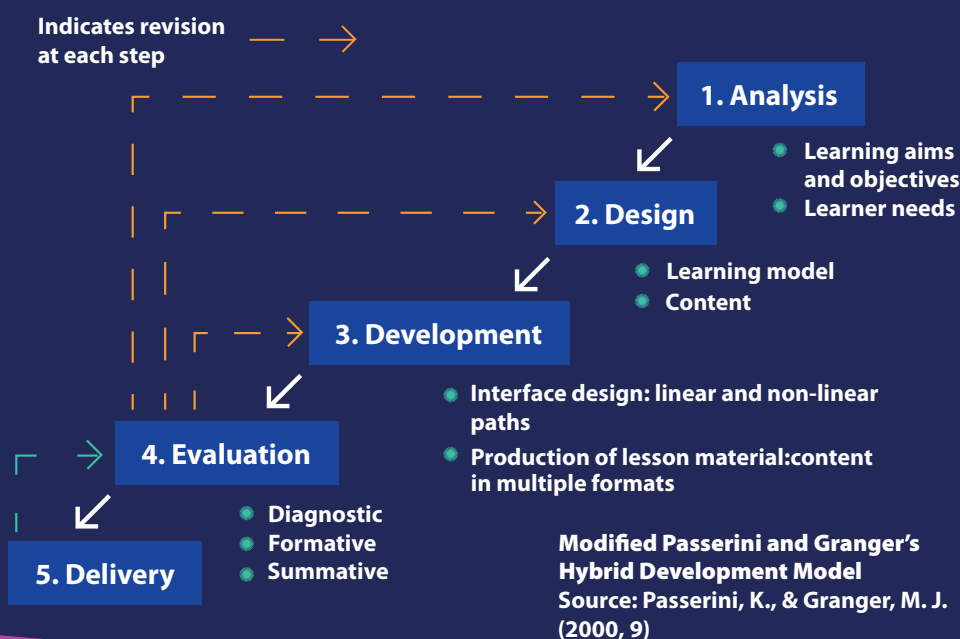 Indicates revision
at each step
1. Analysis
Learning aims
and objectives
Learner needs
2. Design
Learning model
Content
3. Development
Interface design: linear and non-linear
paths
Production of lesson material:content
in multiple formats
4. Evaluation
Diagnostic
Formative
Summative
5. Delivery
Modified Passerini and Granger’s
Hybrid Development Model
Source: Passerini, K., & Granger, M. J.
(2000, 9)